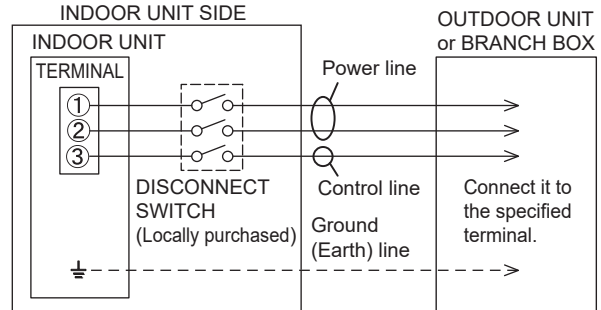 INDOOR UNIT SIDE
OUTDOOR UNIT
or BRANCH BOX
INDOOR UNIT
TERMINAL
Power line
①
②
③
DISCONNECT
SWITCH
(Locally purchased)
Control line
Ground
(Earth) line
Connect it to
the specified
terminal.